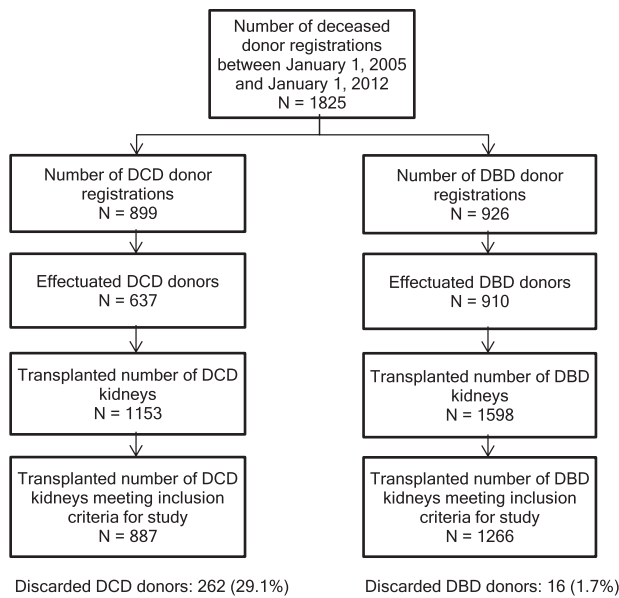 Number of deceased
donor registrations
between January 1, 2005
and January 1, 2012
N = 1825
Number of DCD donor
registrations
N = 899
Number of DBD donor
registrations
N = 926
Effectuated DCD donors
N = 637
Effectuated DBD donors
N = 910
Transplanted number of DCD
kidneys
N = 1153
Transplanted number of DBD
kidneys
N = 1598
Transplanted number of DCD
kidneys meeting inclusion
criteria for study
N = 887
Transplanted number of DBD
kidneys meeting inclusion
criteria for study
N = 1266
Discarded DCD donors: 262 (29.1%)
Discarded DBD donors: 16 (1.7%)